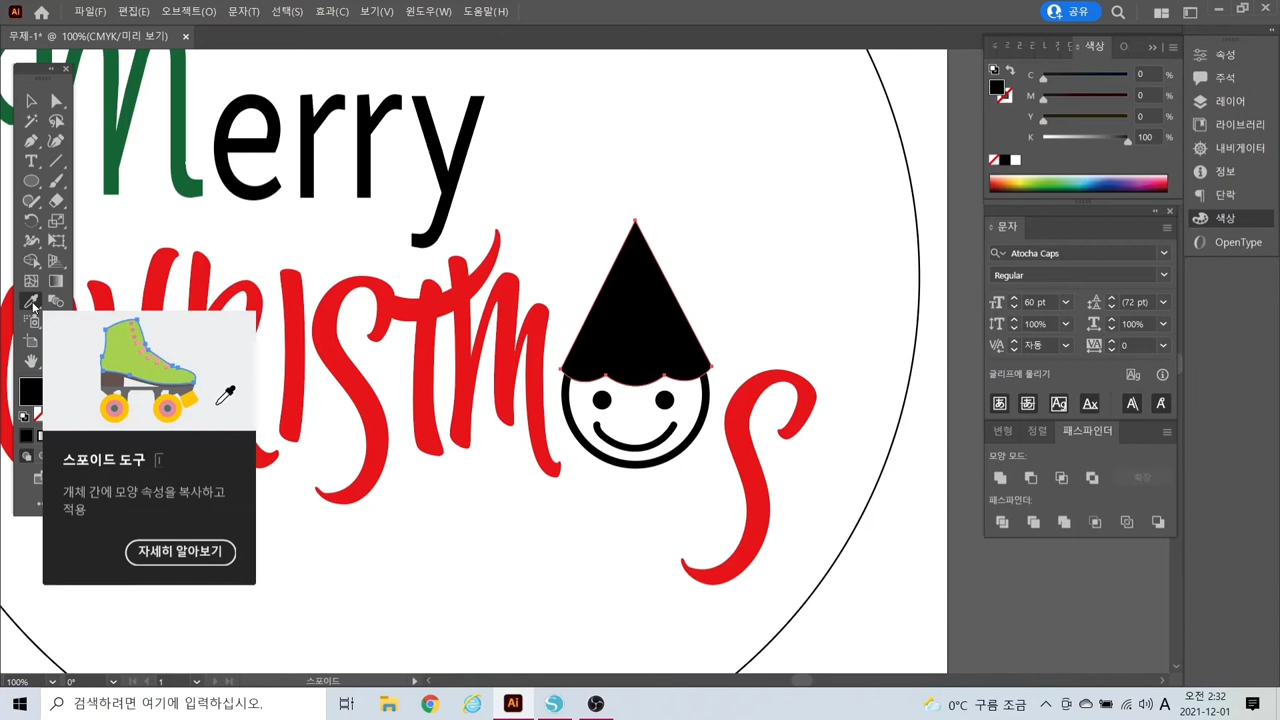 Ai 파일(F) 편집(E) 오브젝트(O) 문자(T) 선택(S) 효과(C) 보기(V) 윈도우(W) 도움말(H) 공유
무제-1* @ 100%(CMYK/미리 보기) ×
색상
C 0 %
M 0 %
Y 0 %
K 100 %
문자
Atocha Caps
Regular
60 pt (72 pt)
100% 100%
자동 0
글리프에 물리기
변형 정렬 패스파인더
모양 모드:
확장
패스파인더:
속성
주석
레이어
라이브러리
내비게이터
정보
단락
색상
OpenType
Merry
Christm s
스포이드 도구 (I)
개체 간에 모양 속성을 복사하고
적용
자세히 알아보기
100% 0° 1 스포이드
검색하려면 여기에 입력하십시오.
Ai
0°C 구름 조금
A
오전 2:32
2021-12-01